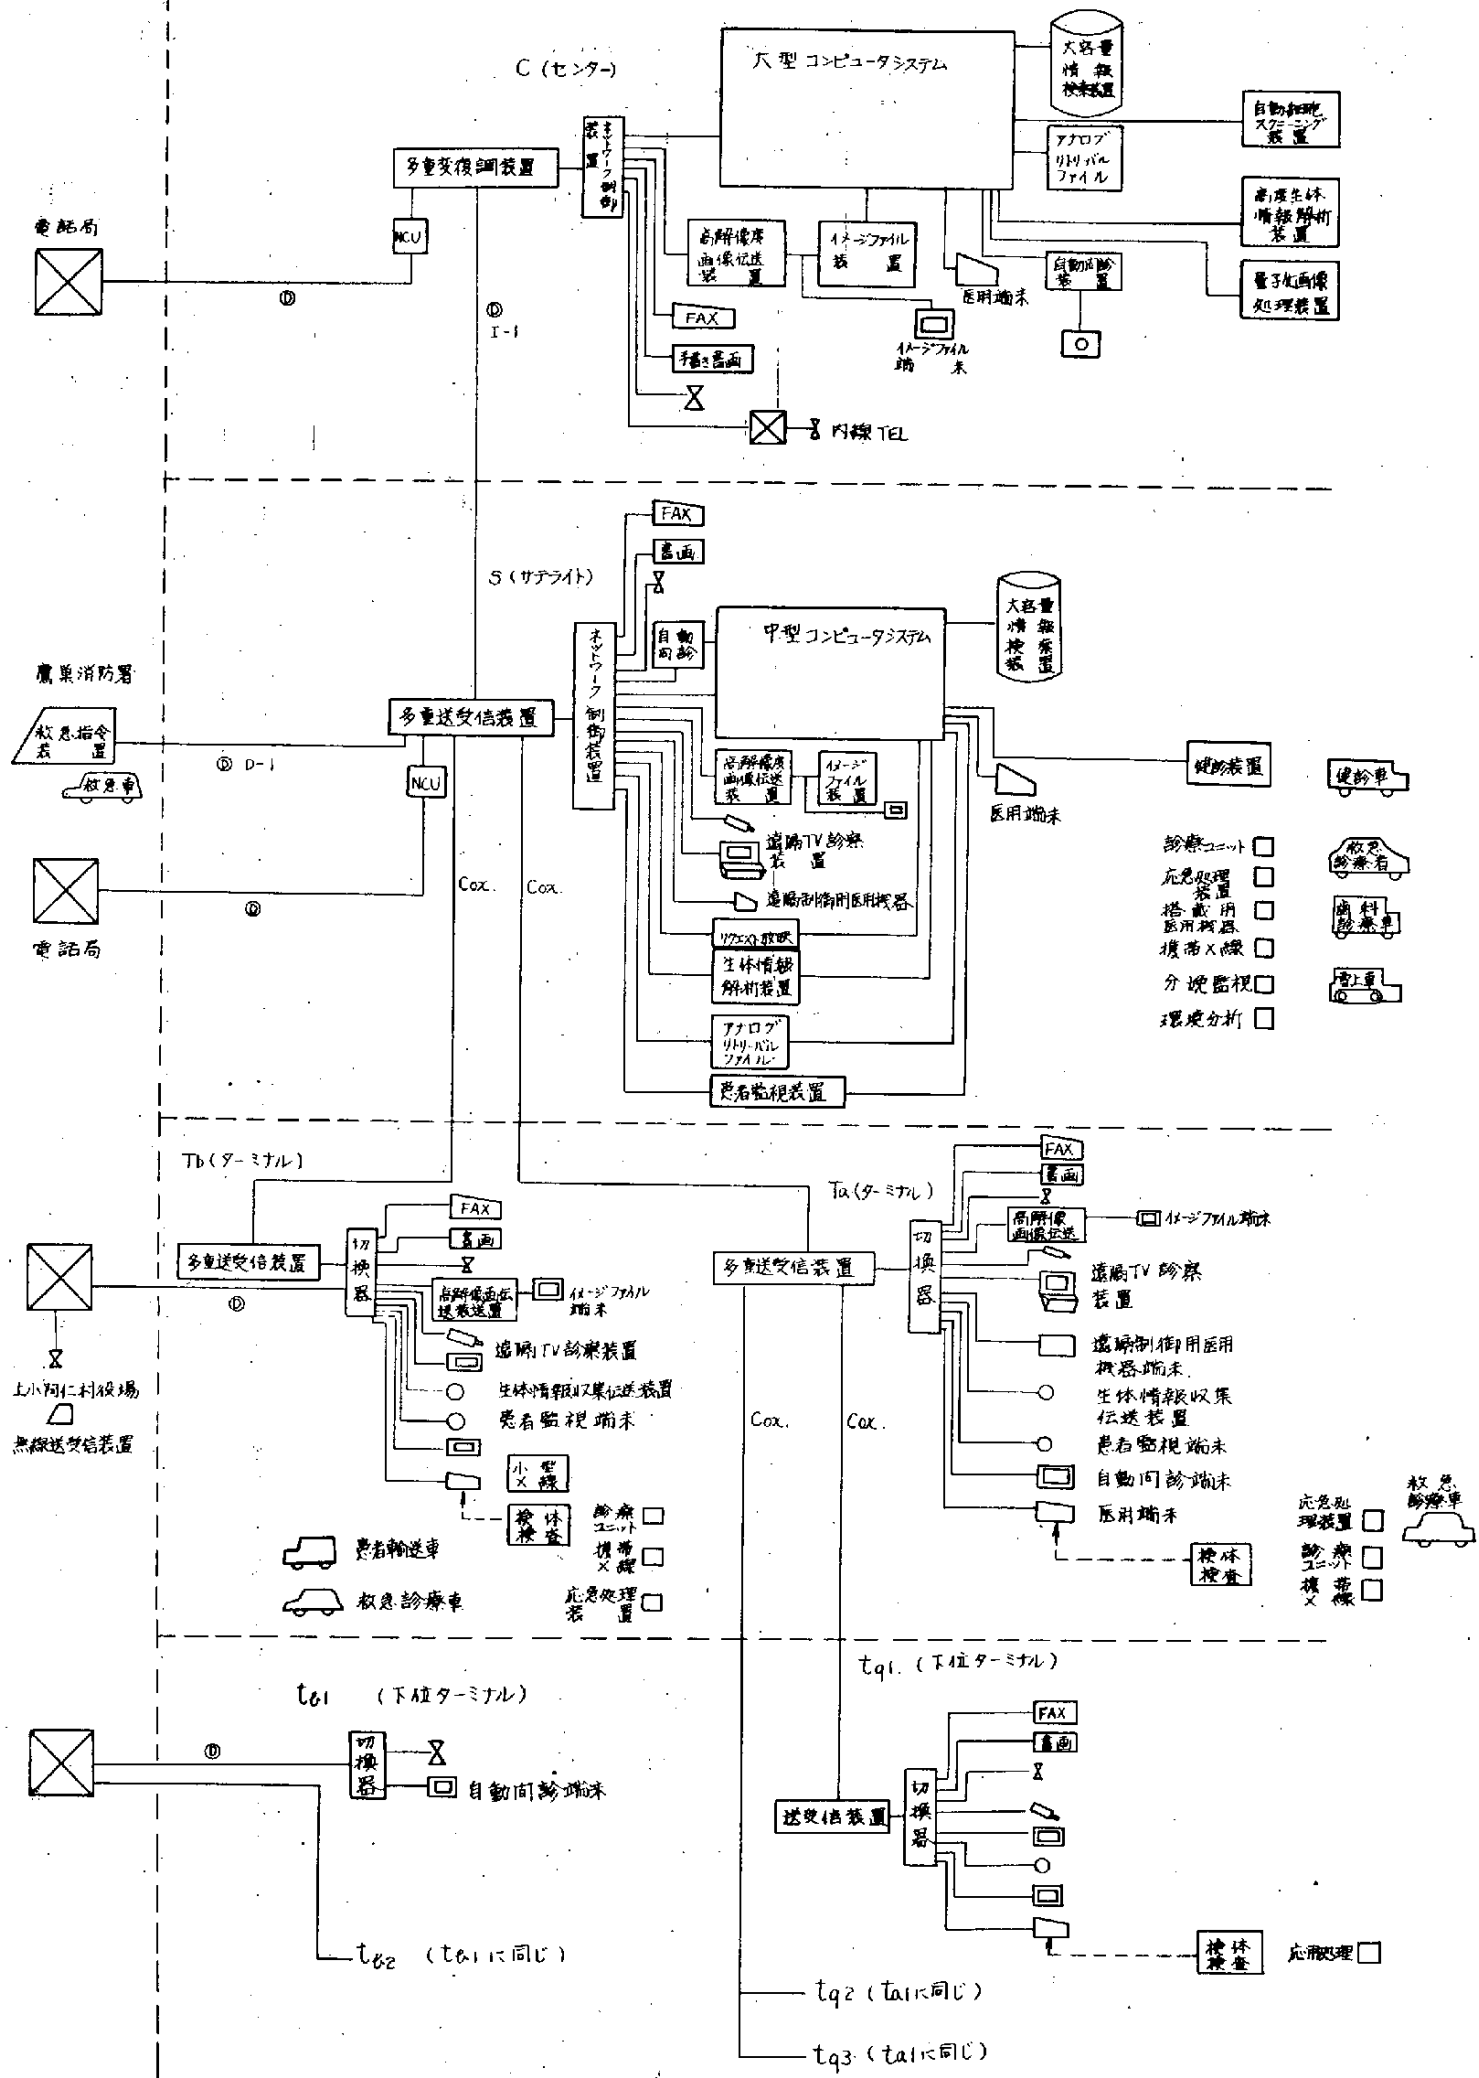 C (センター)
大型コンピュータシステム
大容量
情報
検索装置
自動細胞
スクニーニング
装置
アナログ
リトリーバル
ファイル
高度生体
情報解析
装置
量子化画像
処理装置
ネットワーク制御
装置
多重変復調装置
NCU
電話局
Ⓓ
Ⓓ
I-1
高解像度
画像伝送
装置
イメージファイル
装置
医用端末
自動問診
装置
イメージファイル
端末
FAX
手書き書画
内線TEL
S (サテライト)
FAX
書画
自動
問診
中型コンピュータシステム
大容量
情報
検索
装置
ネットワーク制御装置
多重送受信装置
鷹巣消防署
救急指令
装置
救急車
Ⓓ D-1
NCU
電話局
Ⓓ
Cox.
Cox.
高解像度
画像伝送
装置
イメージ
ファイル
装置
遠隔TV診察
装置
遠隔制御用医用機器
リクエスト放映
生体情報
解析装置
アナログ
リトリーバル
ファイル
患者監視装置
医用端末
健診装置
健診車
診療ユニット
応急処理
装置
搭載用
医用機器
携帯X線
分娩監視
環境分析
救急
診療者
歯科
診療車
雪上車
Tb (ターミナル)
多重送受信装置
切換器
FAX
書画
高解像画伝
送装送置
イメージファイル
端末
遠隔TV診察装置
生体情報収集伝送装置
患者監視端末
小型
X線
検体
検査
診療
ユニット
携帯
X線
応急処理
装置
患者輸送車
救急診療車
Ⓓ
上小阿仁村役場
無線送受信装置
Ta (ターミナル)
多重送受信装置
切換器
FAX
書画
高解像
画像伝送
イメージファイル端末
遠隔TV診察
装置
遠隔制御用医用
機器端末
生体情報収集
伝送装置
患者監視端末
自動問診端末
医用端末
検体
検査
応急処
理装置
診療
ユニット
携帯
X線
救急
診療車
Cox.
Cox.
tb1 (下位ターミナル)
Ⓓ
切換器
自動問診端末
tb2 (tb1に同じ)
tq1. (下位ターミナル)
送受信装置
切換器
FAX
書画
検体
検査
応用処理
tq2 (ta1に同じ)
tq3 (ta1に同じ)